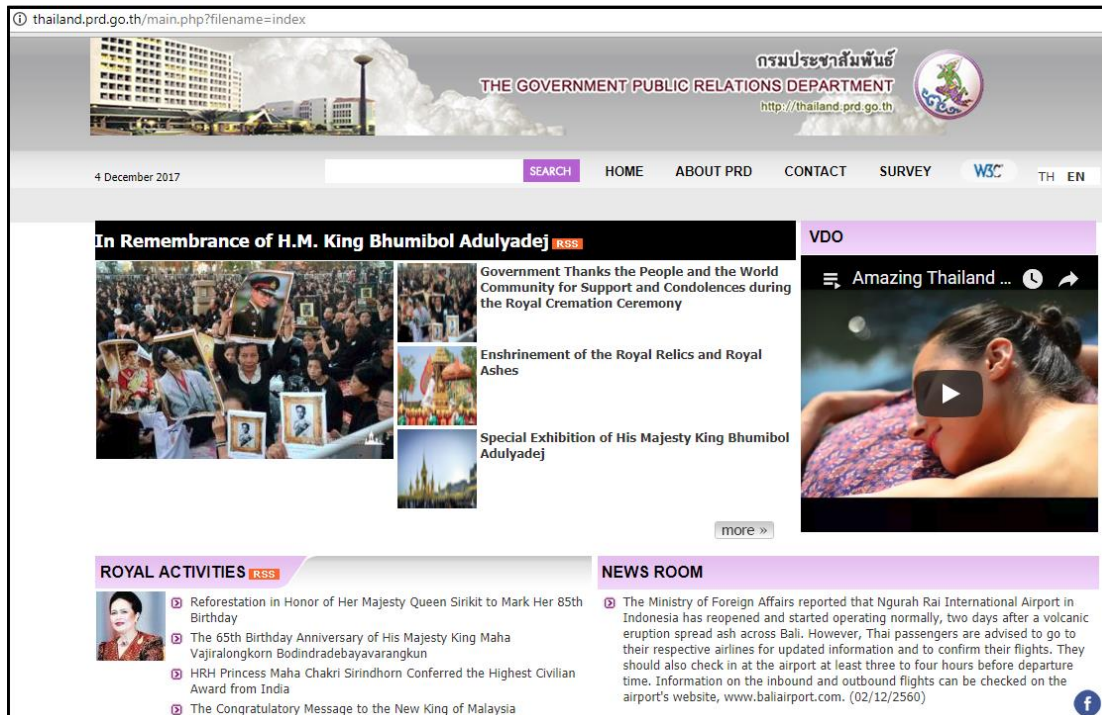 thailand.prd.go.th/main.php?filename=index
กรมประชาสัมพันธ์
THE GOVERNMENT PUBLIC RELATIONS DEPARTMENT
http://thailand.prd.go.th
4 December 2017
SEARCH
HOME
ABOUT PRD
CONTACT
SURVEY
W3C
TH EN
In Remembrance of H.M. King Bhumibol Adulyadej RSS
Government Thanks the People and the World
Community for Support and Condolences during
the Royal Cremation Ceremony
Enshrinement of the Royal Relics and Royal
Ashes
Special Exhibition of His Majesty King Bhumibol
Adulyadej
more »
VDO
Amazing Thailand ...
ROYAL ACTIVITIES RSS
Reforestation in Honor of Her Majesty Queen Sirikit to Mark Her 85th
Birthday
The 65th Birthday Anniversary of His Majesty King Maha
Vajiralongkorn Bodindradebayavarangkun
HRH Princess Maha Chakri Sirindhorn Conferred the Highest Civilian
Award from India
The Congratulatory Message to the New King of Malaysia
NEWS ROOM
The Ministry of Foreign Affairs reported that Ngurah Rai International Airport in
Indonesia has reopened and started operating normally, two days after a volcanic
eruption spread ash across Bali. However, Thai passengers are advised to go to
their respective airlines for updated information and to confirm their flights. They
should also check in at the airport at least three to four hours before departure
time. Information on the inbound and outbound flights can be checked on the
airport's website, www.baliairport.com. (02/12/2560)
f